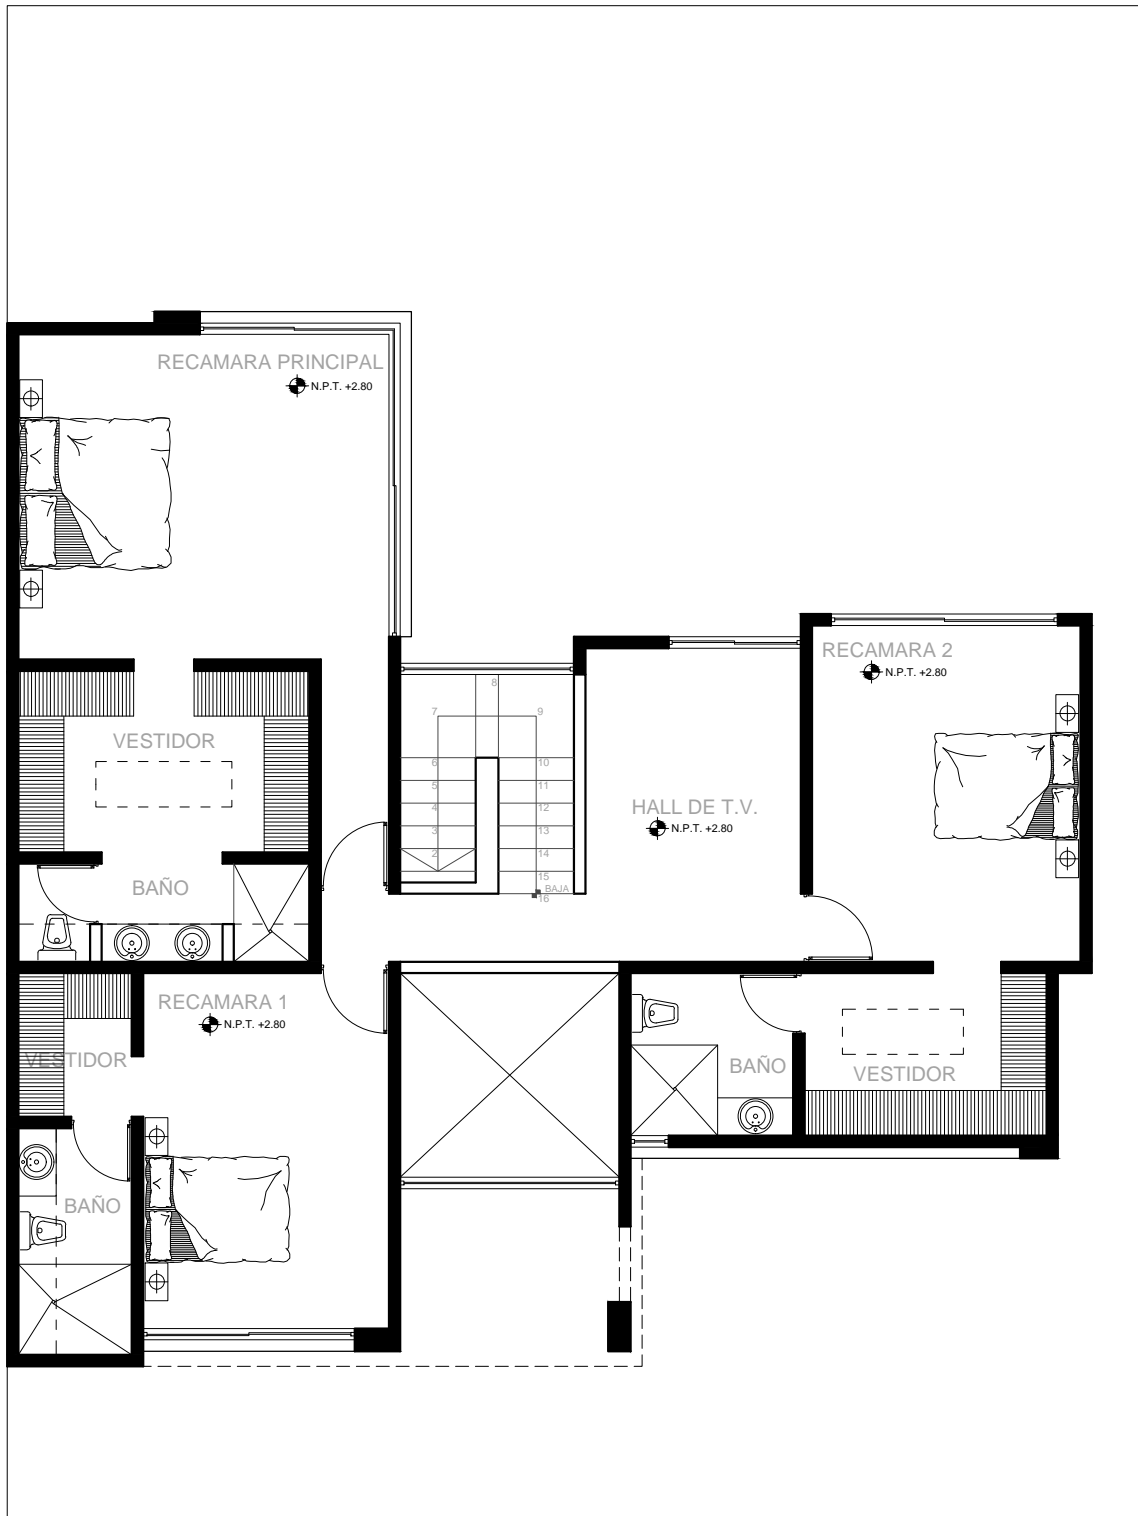 RECAMARA PRINCIPAL
N.P.T. +2.80
RECAMARA 2
N.P.T. +2.80
8
7
9
VESTIDOR
6
10
5
11
HALL DE T.V.
N.P.T. +2.80
4
12
3
13
2
14
15
BAJA
16
BAÑO
RECAMARA 1
N.P.T. +2.80
VESTIDOR
BAÑO
VESTIDOR
BAÑO